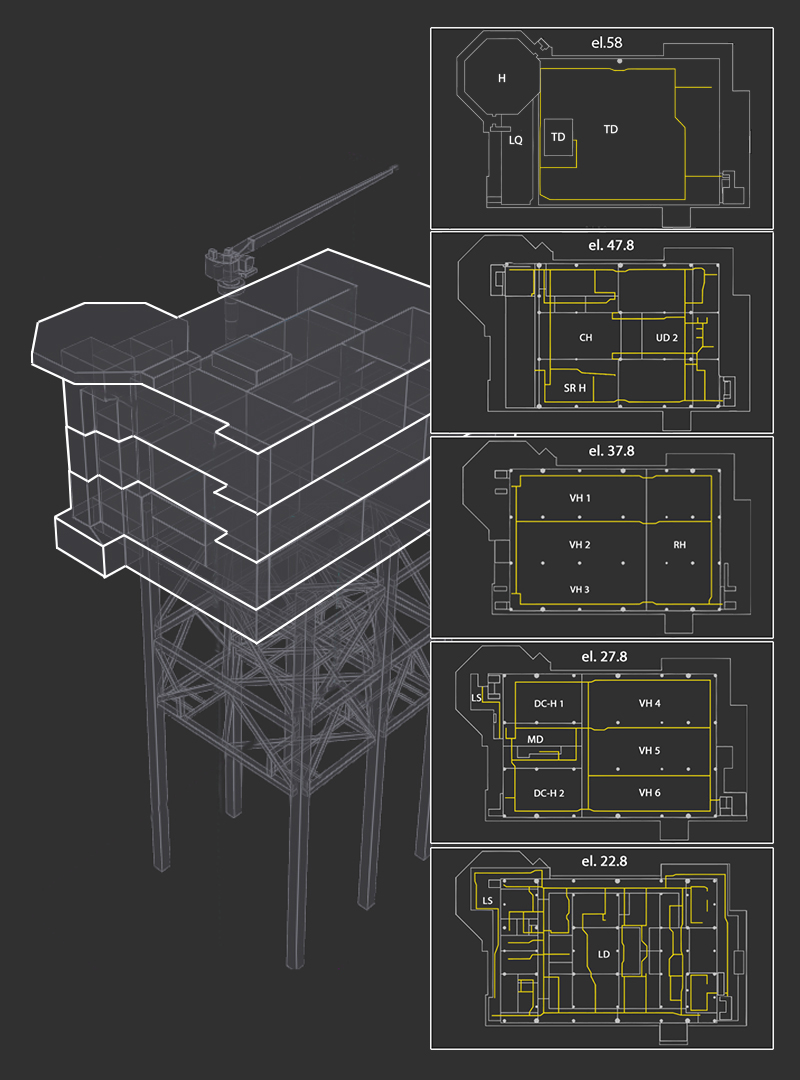 el.58
H
LQ
TD
TD
el. 47.8
CH
UD 2
SR H
el. 37.8
VH 1
VH 2
RH
VH 3
el. 27.8
LS
DC-H 1
VH 4
MD
VH 5
DC-H 2
VH 6
el. 22.8
LS
LD